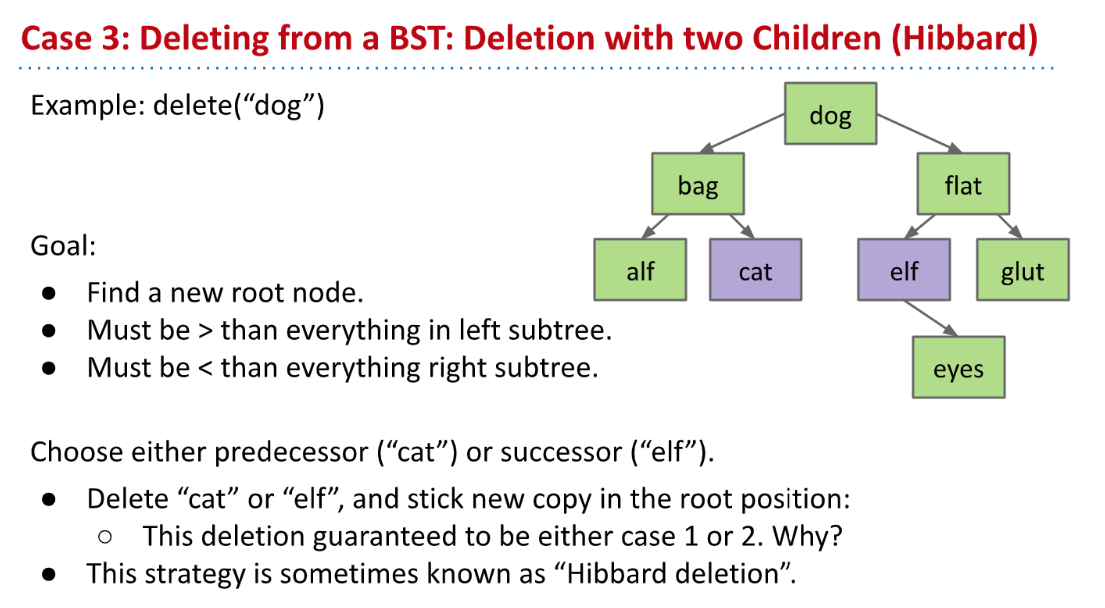 Case 3: Deleting from a BST: Deletion with two Children (Hibbard)
Example: delete(“dog”)
dog
bag
flat
alf
cat
elf
glut
eyes
Goal:
● Find a new root node.
● Must be > than everything in left subtree.
● Must be < than everything right subtree.
Choose either predecessor (“cat”) or successor (“elf”).
● Delete “cat” or “elf”, and stick new copy in the root position:
○ This deletion guaranteed to be either case 1 or 2. Why?
● This strategy is sometimes known as “Hibbard deletion”.